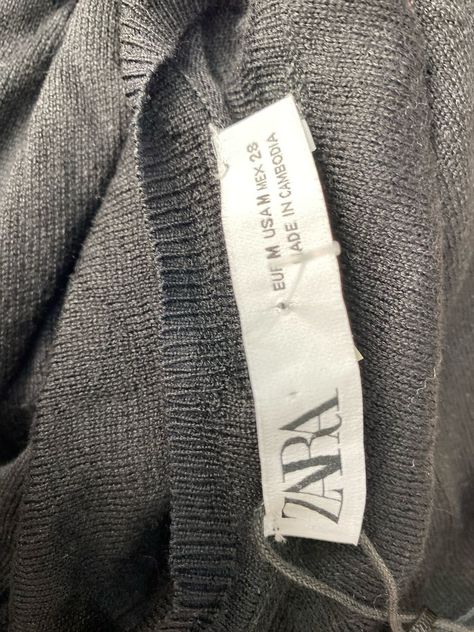 ZARA
EUR M USA M MEX 28
MADE IN CAMBODIA